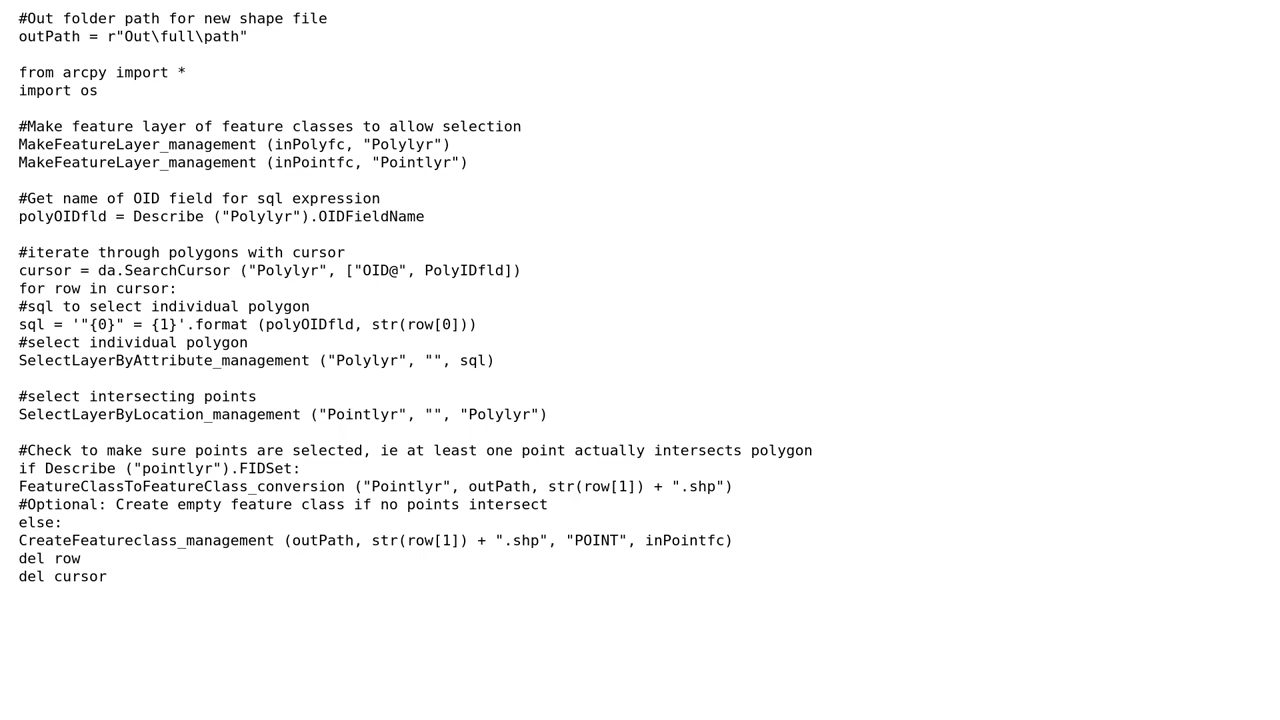 #Out folder path for new shape file
outPath = r"Out\full\path"
from arcpy import *
import os
#Make feature layer of feature classes to allow selection
MakeFeatureLayer_management (inPolyfc, "Polylyr")
MakeFeatureLayer_management (inPointfc, "Pointlyr")
#Get name of OID field for sql expression
polyOIDfld = Describe ("Polylyr").OIDFieldName
#iterate through polygons with cursor
cursor = da.SearchCursor ("Polylyr", ["OID@", PolyIDfld])
for row in cursor:
#sql to select individual polygon
sql = '"{0}" = {1}'.format (polyOIDfld, str(row[0]))
#select individual polygon
SelectLayerByAttribute_management ("Polylyr", "", sql)
#select intersecting points
SelectLayerByLocation_management ("Pointlyr", "", "Polylyr")
#Check to make sure points are selected, ie at least one point actually intersects polygon
if Describe ("pointlyr").FIDSet:
FeatureClassToFeatureClass_conversion ("Pointlyr", outPath, str(row[1]) + ".shp")
#Optional: Create empty feature class if no points intersect
else:
CreateFeatureclass_management (outPath, str(row[1]) + ".shp", "POINT", inPointfc)
del row
del cursor